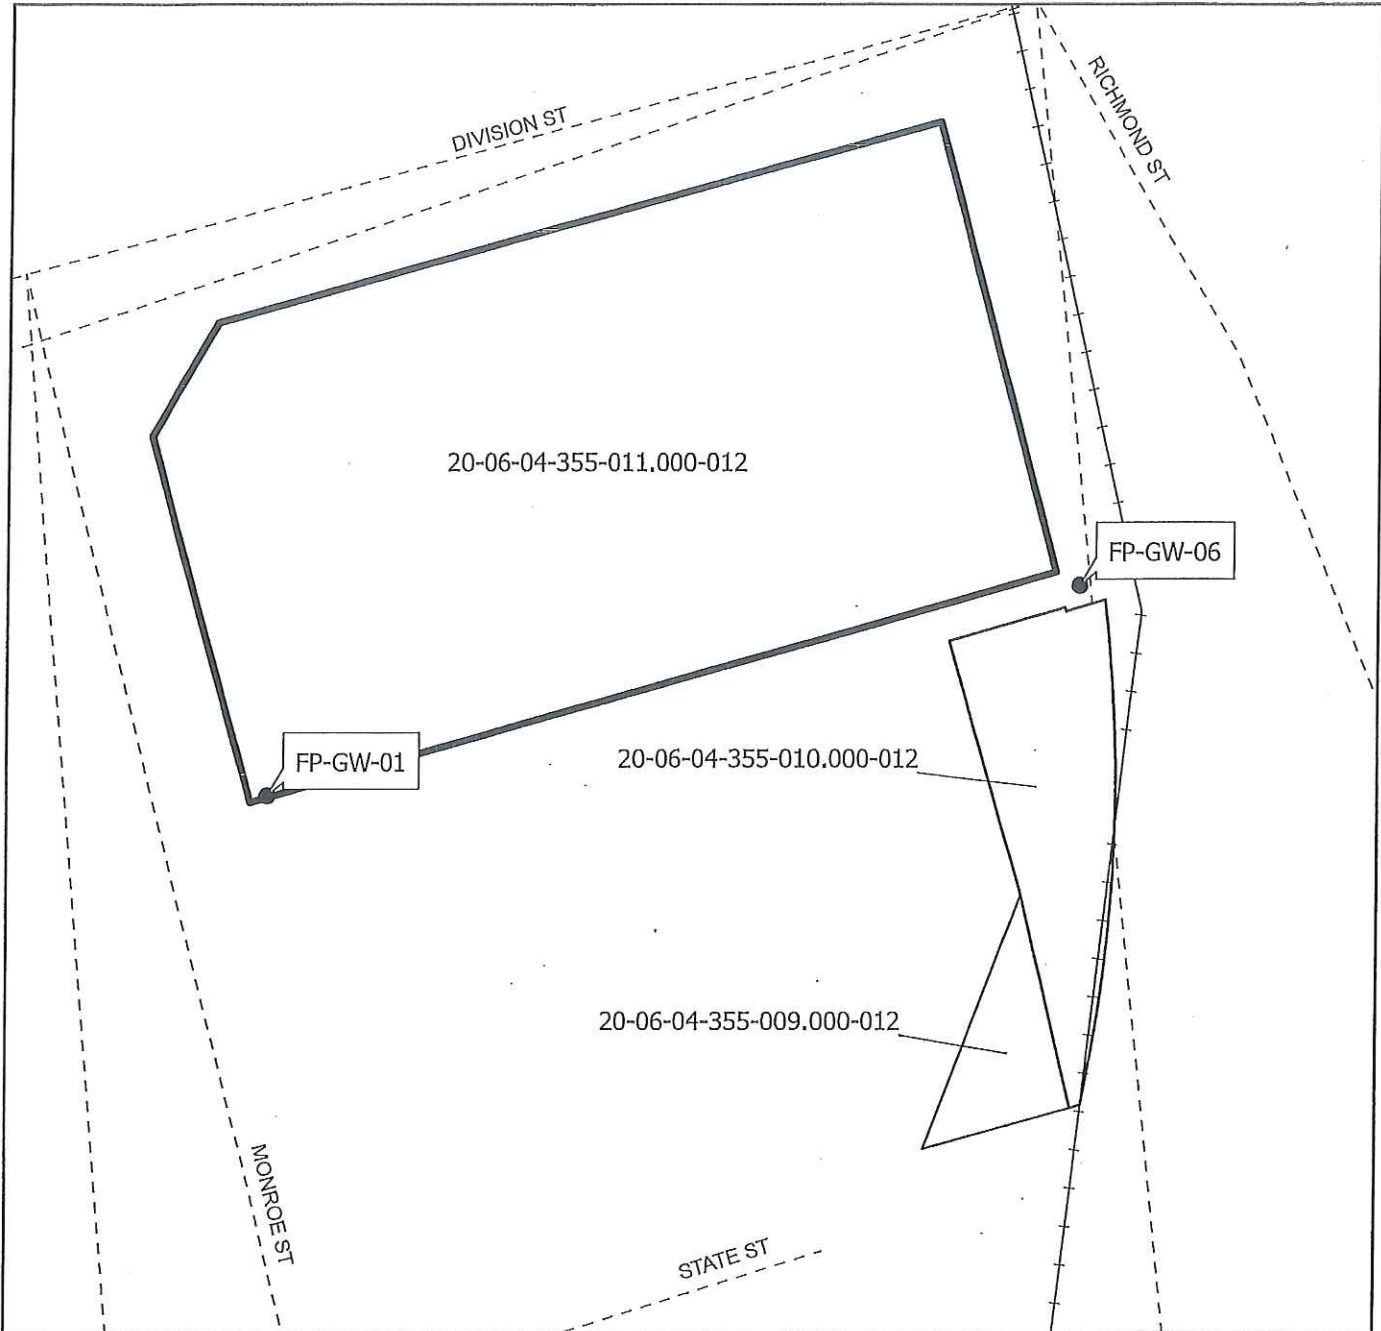 DIVISION ST
RICHMOND ST
20-06-04-355-011.000-012
FP-GW-06
FP-GW-01
20-06-04-355-010.000-012
20-06-04-355-009.000-012
MONROE ST
STATE ST